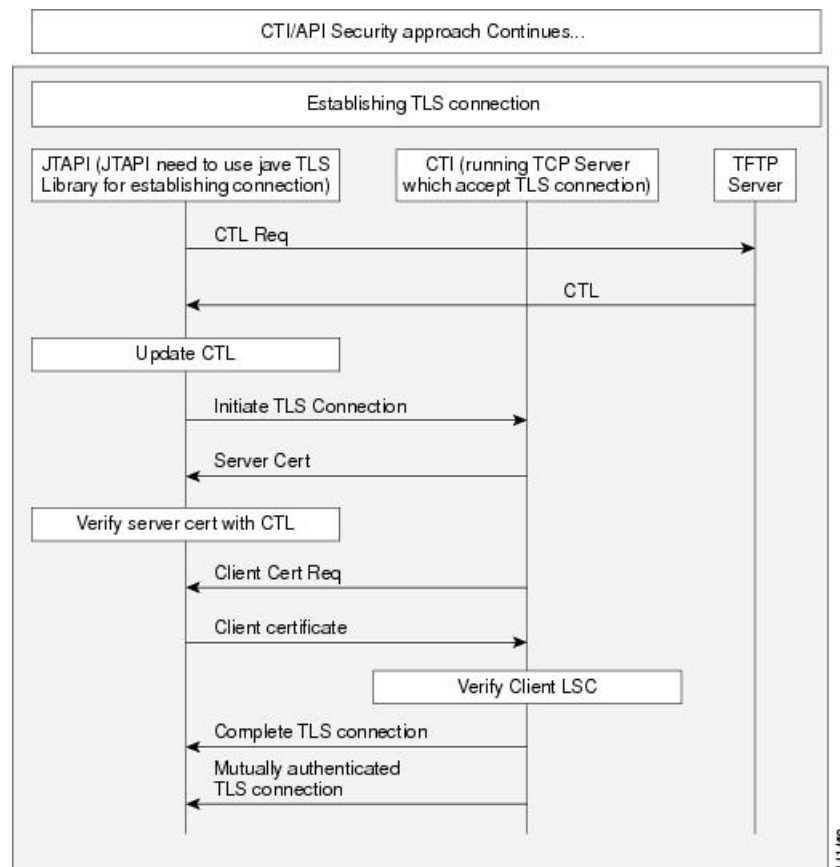 CTI/API Security approach Continues...
Establishing TLS connection
JTAPI (JTAPI need to use jave TLS
Library for establishing connection)
CTI (running TCP Server
which accept TLS connection)
TFTP
Server
CTL Req
CTL
Update CTL
Initiate TLS Connection
Server Cert
Verify server cert with CTL
Client Cert Req
Client certificate
Verify Client LSC
Complete TLS connection
Mutually authenticated
TLS connection